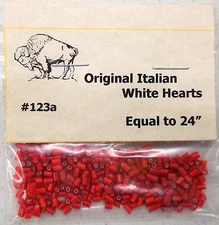 Original Italian
White Hearts
#123a
Equal to 24”